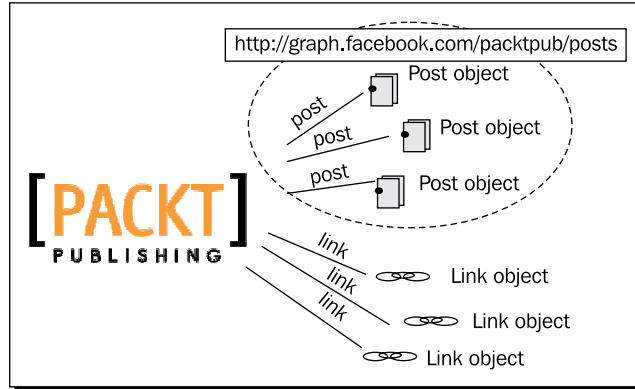 http://graph.facebook.com/packtpub/posts
Post object
post
Post object
post
Post object
post
[PACKT]
PUBLISHING
link
Link object
link
Link object
link
Link object